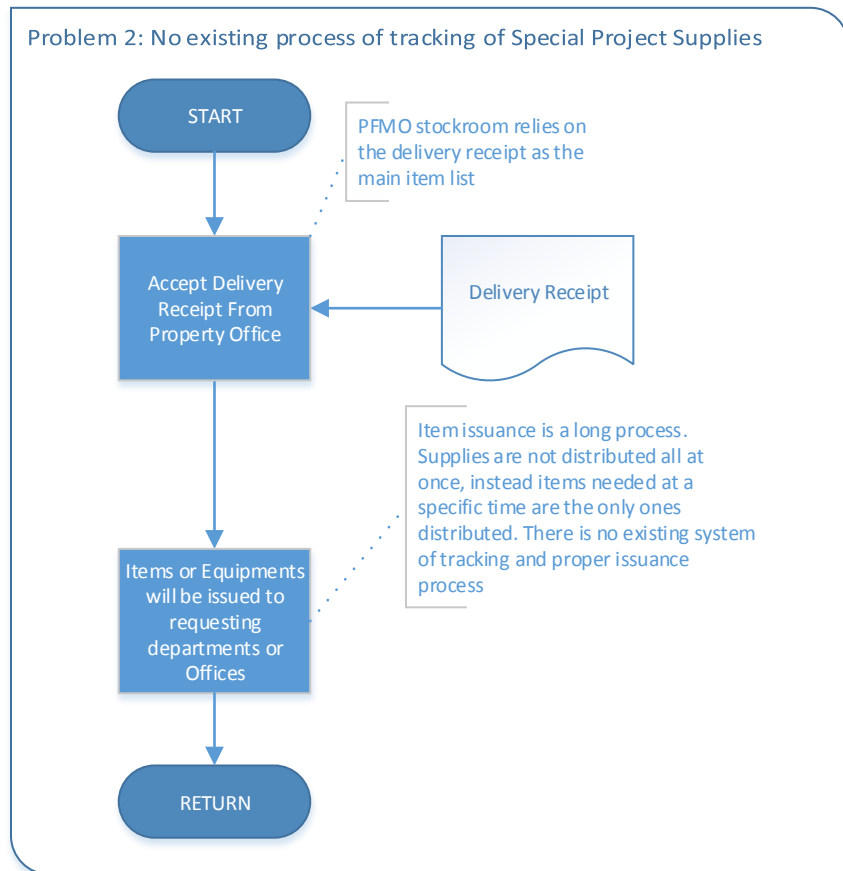 Problem 2: No existing process of tracking of Special Project Supplies
START
PFMO stockroom relies on
the delivery receipt as the
main item list
Accept Delivery
Receipt From
Property Office
Delivery Receipt
Item issuance is a long process.
Supplies are not distributed all at
once, instead items needed at a
specific time are the only ones
distributed. There is no existing system
of tracking and proper issuance
process
Items or Equipments
will be issued to
requesting
departments or
Offices
RETURN